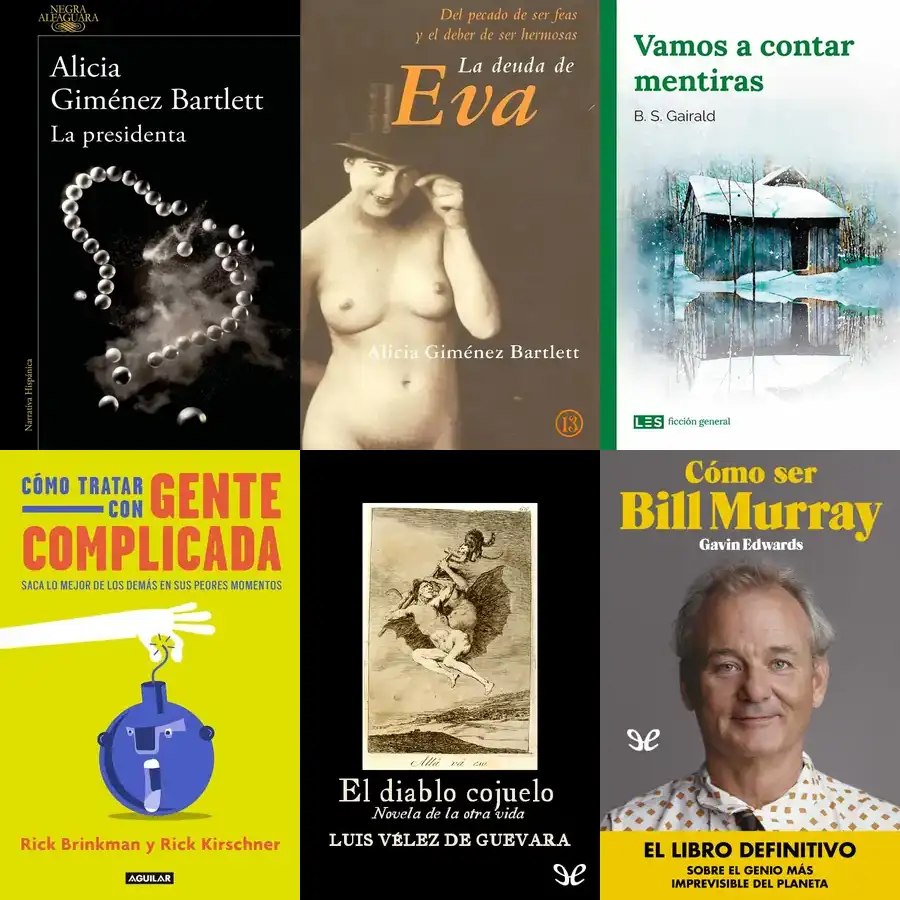 NEGRA
ALFAGUARA
Alicia
Giménez Bartlett
La presidenta
Narrativa Hispánica
Del pecado de ser feas
y el deber de ser hermosas
La deuda de
Eva
Alicia Giménez Bartlett
13
Vamos a contar
mentiras
B. S. Gairald
LES ficción general
CÓMO TRATAR
CON GENTE
COMPLICADA
SACA LO MEJOR DE LOS DEMÁS EN SUS PEORES MOMENTOS
Rick Brinkman y Rick Kirschner
AGUILAR
Allá vá eso
El diablo cojuelo
Novela de la otra vida
LUIS VÉLEZ DE GUEVARA
Cómo ser
Bill Murray
Gavin Edwards
EL LIBRO DEFINITIVO
SOBRE EL GENIO MÁS
IMPREVISIBLE DEL PLANETA